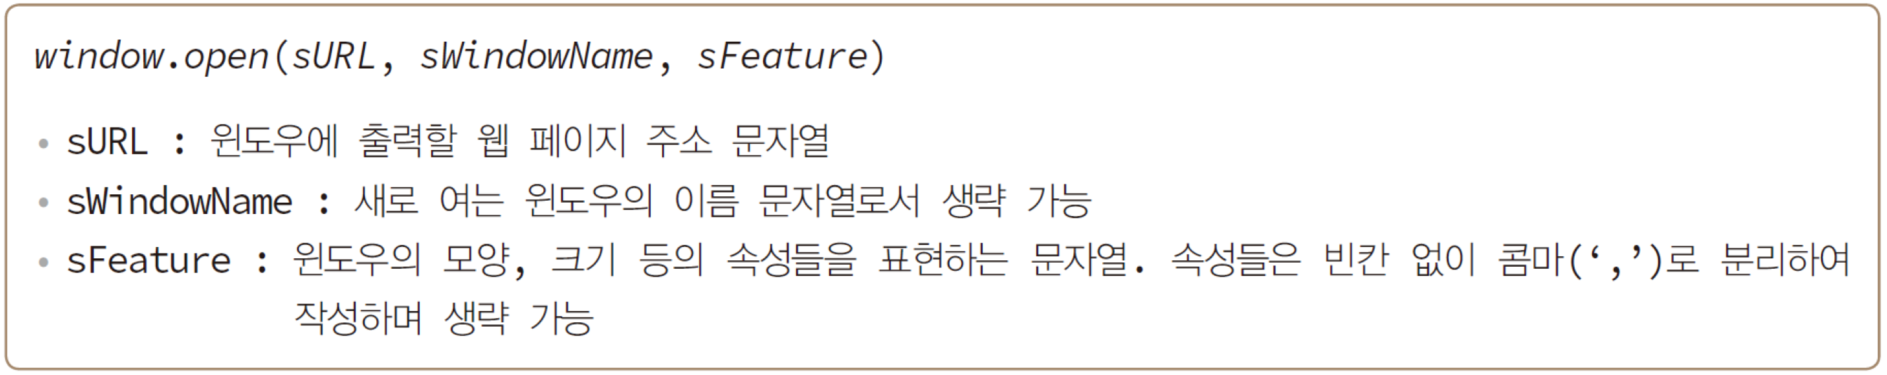 window.open(sURL, sWindowName, sFeature)
• sURL : 윈도우에 출력할 웹 페이지 주소 문자열
• sWindowName : 새로 여는 윈도우의 이름 문자열로서 생략 가능
• sFeature : 윈도우의 모양, 크기 등의 속성들을 표현하는 문자열. 속성들은 빈칸 없이 콤마(‘,’)로 분리하여
작성하며 생략 가능